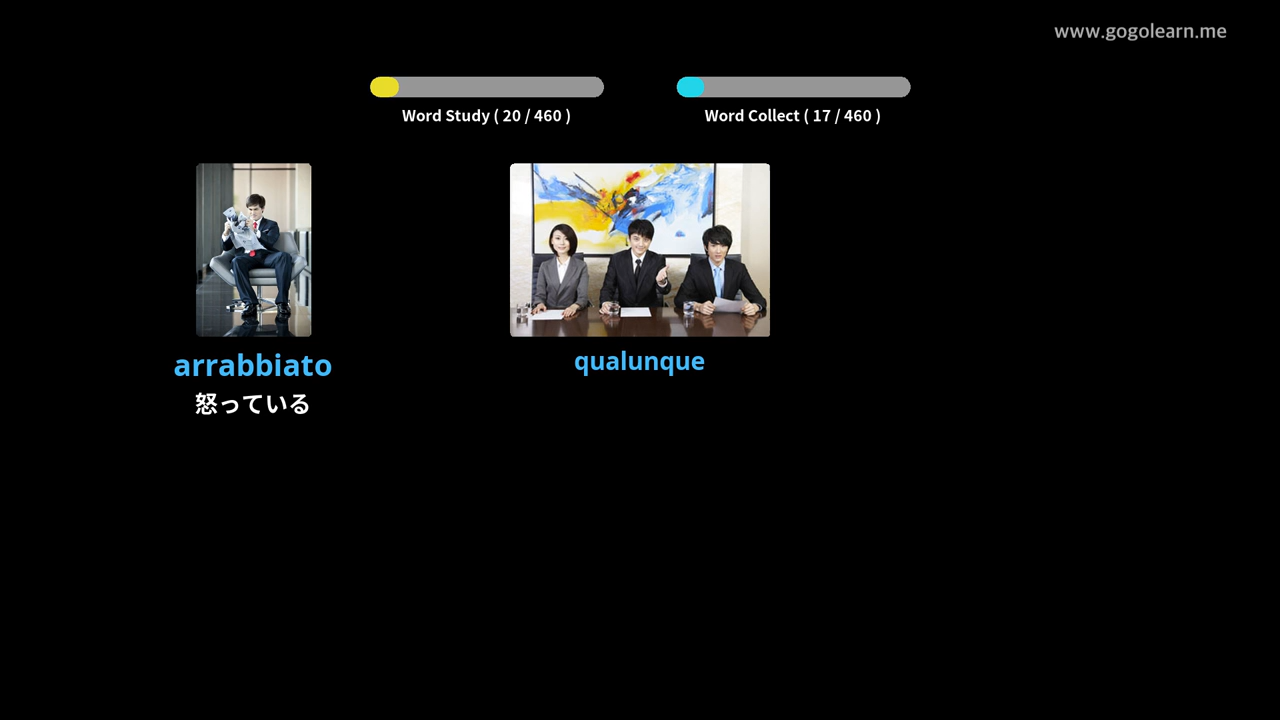 www.gogolearn.me
Word Study ( 20 / 460 )
Word Collect ( 17 / 460 )
arrabbiato
怒っている
qualunque